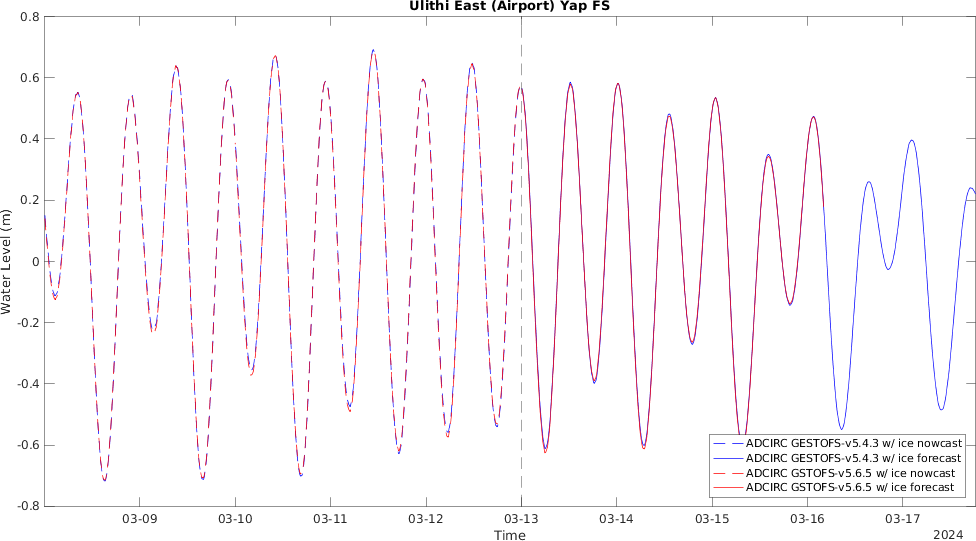 Ulithi East (Airport) Yap FS
0.8
0.6
0.4
0.2
0
-0.2
-0.4
-0.6
-0.8
Water Level (m)
ADCIRC GESTOFS-v5.4.3 w/ ice nowcast
ADCIRC GESTOFS-v5.4.3 w/ ice forecast
ADCIRC GSTOFS-v5.6.5 w/ ice nowcast
ADCIRC GSTOFS-v5.6.5 w/ ice forecast
03-09 03-10 03-11 03-12 03-13 03-14 03-15 03-16 03-17
Time
2024